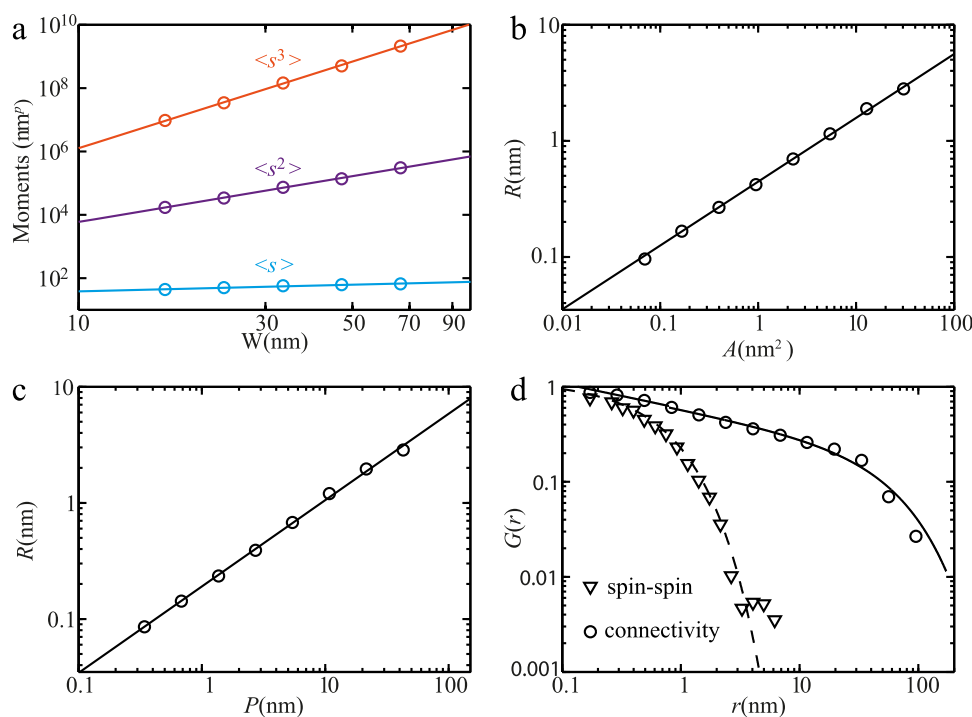 a
Moments (nm^p)
10^10
10^8
10^6
10^4
10^2
<s^3>
<s^2>
<s>
10
30
50
70
90
W(nm)
b
R(nm)
10
1
0.1
0.01
0.1
1
10
100
A(nm^2)
c
R(nm)
10
1
0.1
0.1
1
10
100
P(nm)
d
G(r)
1
0.1
0.01
0.001
spin-spin
connectivity
0.1
1
10
100
r(nm)